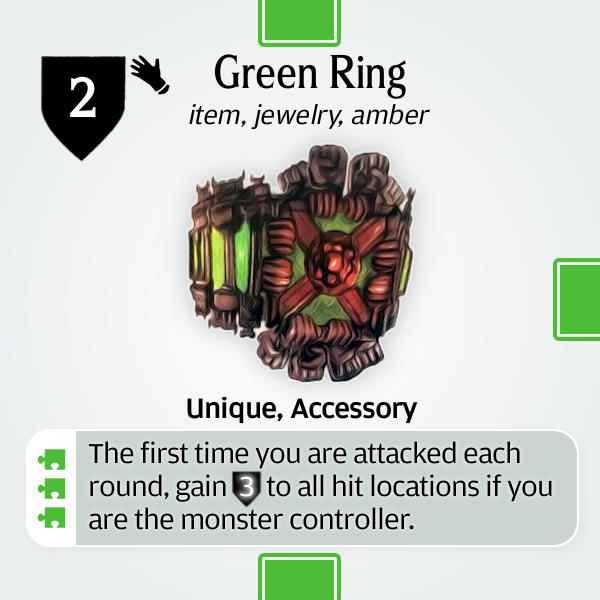 2
Green Ring
item, jewelry, amber
Unique, Accessory
The first time you are attacked each
round, gain 3 to all hit locations if you
are the monster controller.